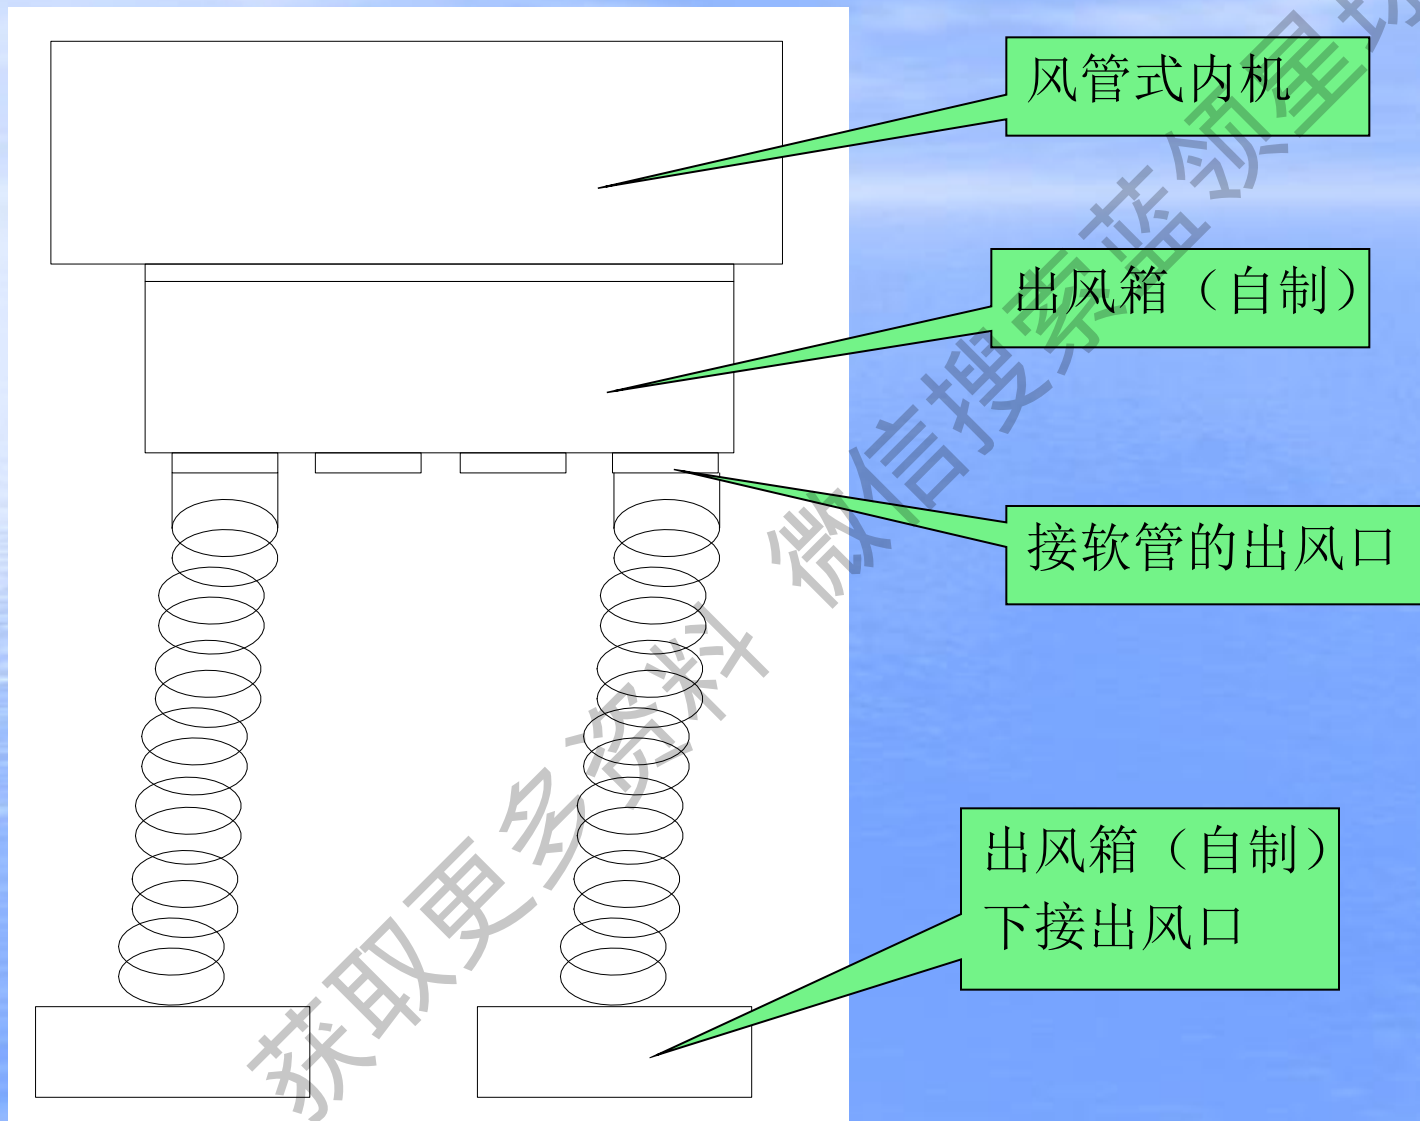 风管式内机
出风箱（自制）
接软管的出风口
出风箱（自制）
下接出风口
获取更多资料 微信搜索蓝领星球